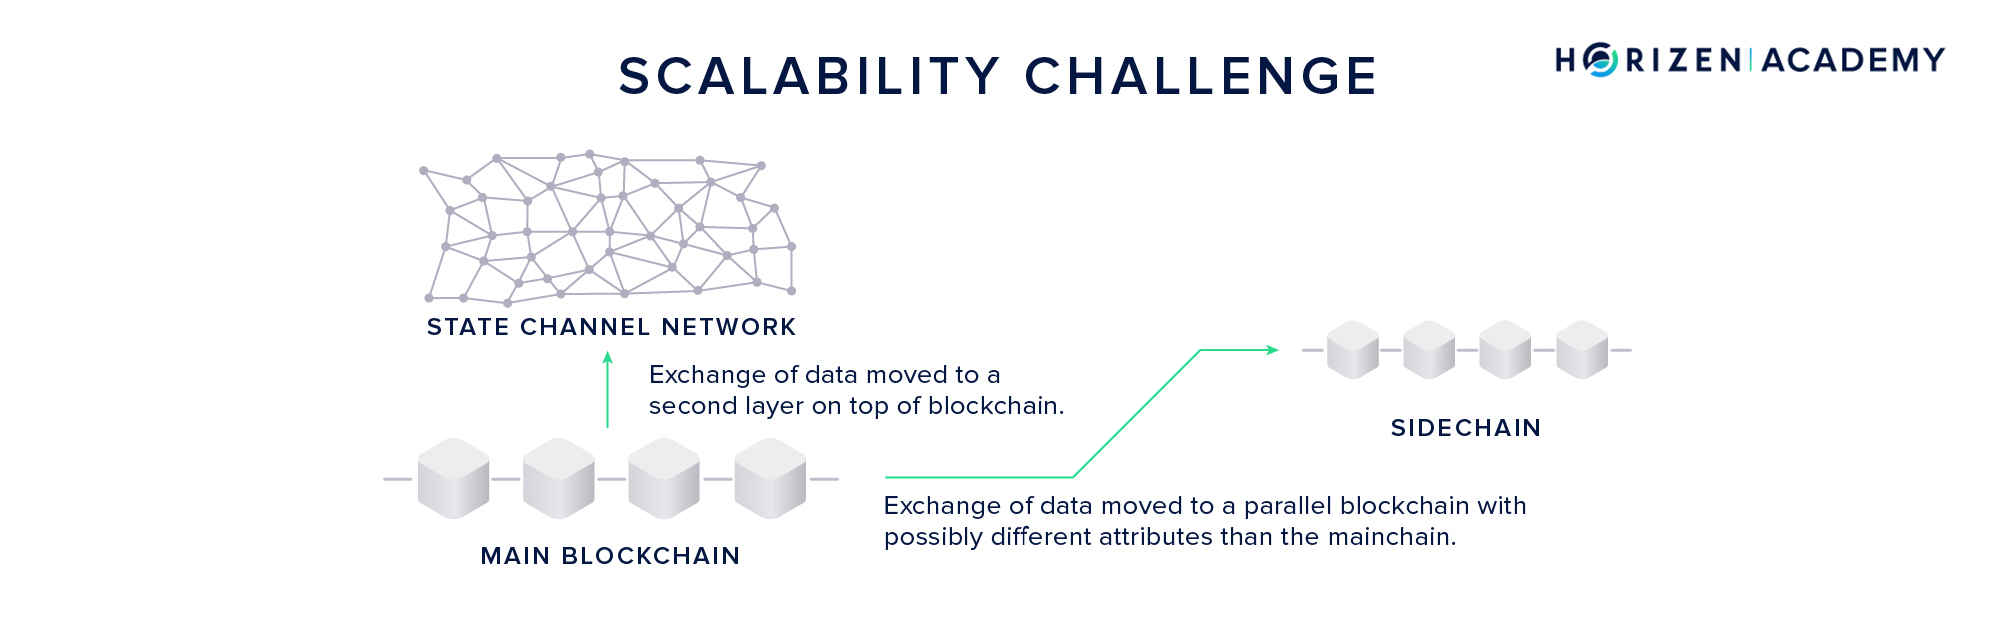 SCALABILITY CHALLENGE
HORIZEN | ACADEMY
STATE CHANNEL NETWORK
Exchange of data moved to a
second layer on top of blockchain.
MAIN BLOCKCHAIN
SIDECHAIN
Exchange of data moved to a parallel blockchain with
possibly different attributes than the mainchain.